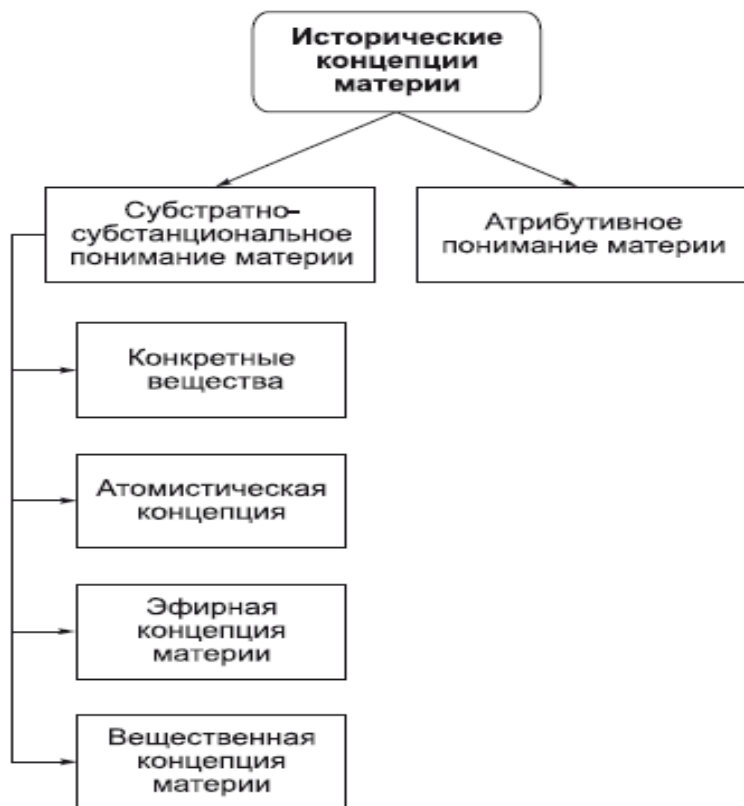 Исторические
концепции
материи
Субстратно–
субстанциональное
понимание материи
Атрибутивное
понимание материи
Конкретные
вещества
Атомистическая
концепция
Эфирная
концепция
материи
Вещественная
концепция
материи